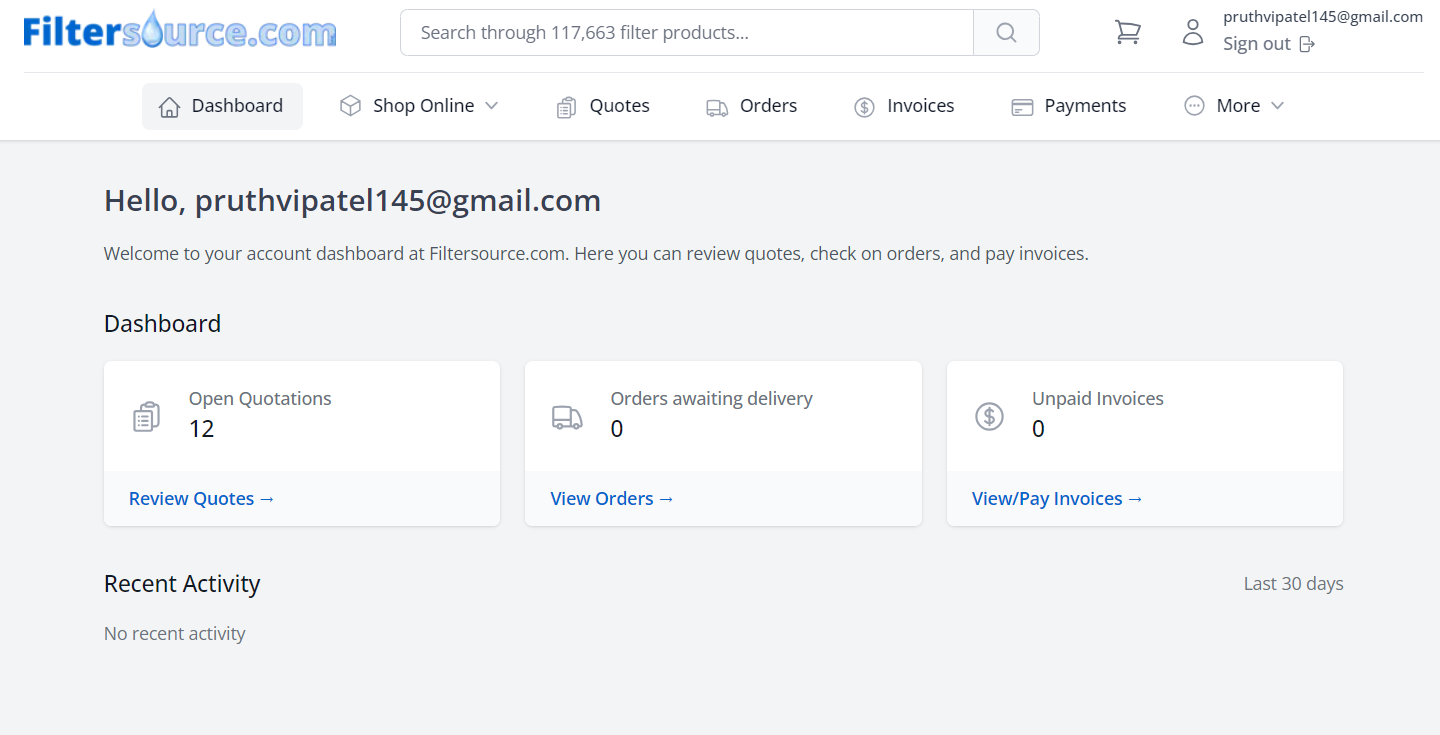 Filtersource.com
Search through 117,663 filter products...
pruthvipatel145@gmail.com
Sign out
Dashboard
Shop Online
Quotes
Orders
Invoices
Payments
More
Hello, pruthvipatel145@gmail.com
Welcome to your account dashboard at Filtersource.com. Here you can review quotes, check on orders, and pay invoices.
Dashboard
Open Quotations
12
Review Quotes →
Orders awaiting delivery
0
View Orders →
Unpaid Invoices
0
View/Pay Invoices →
Recent Activity
Last 30 days
No recent activity